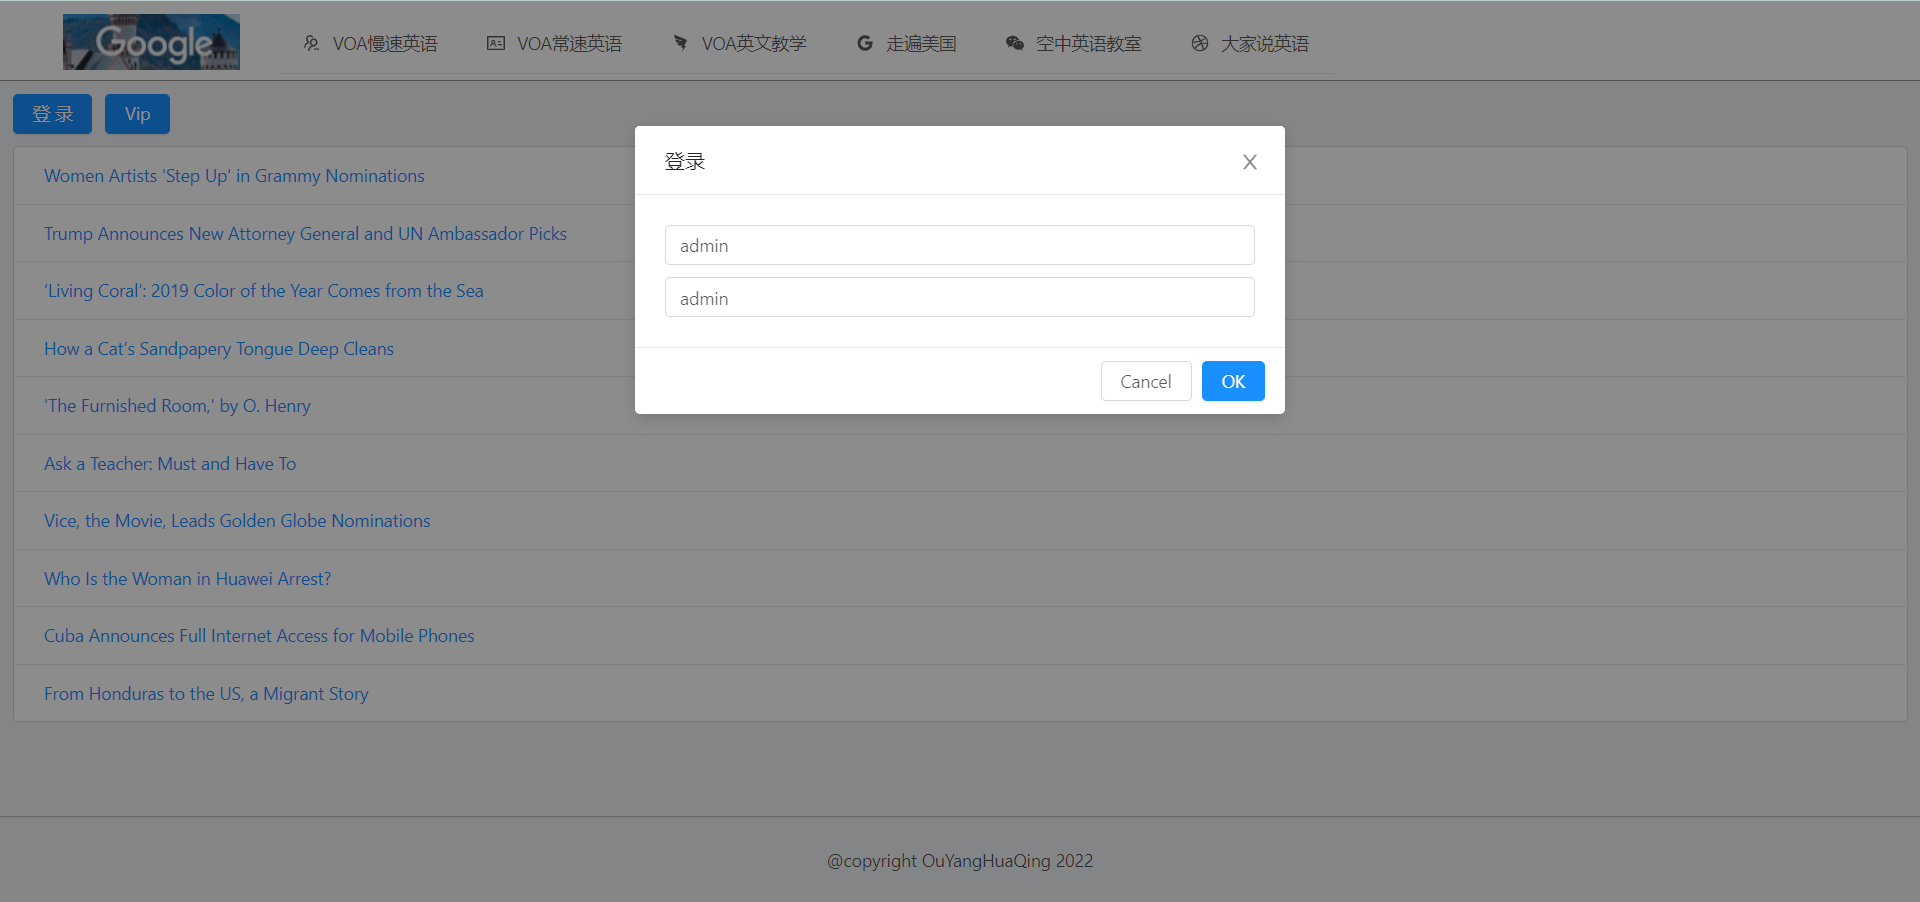 Google
VOA慢速英语
VOA常速英语
VOA英文教学
走遍美国
空中英语教室
大家说英语
登录
Vip
Women Artists 'Step Up' in Grammy Nominations
Trump Announces New Attorney General and UN Ambassador Picks
‘Living Coral’: 2019 Color of the Year Comes from the Sea
How a Cat’s Sandpapery Tongue Deep Cleans
'The Furnished Room,' by O. Henry
Ask a Teacher: Must and Have To
Vice, the Movie, Leads Golden Globe Nominations
Who Is the Woman in Huawei Arrest?
Cuba Announces Full Internet Access for Mobile Phones
From Honduras to the US, a Migrant Story
登录
admin
admin
Cancel
OK
@copyright OuYangHuaQing 2022